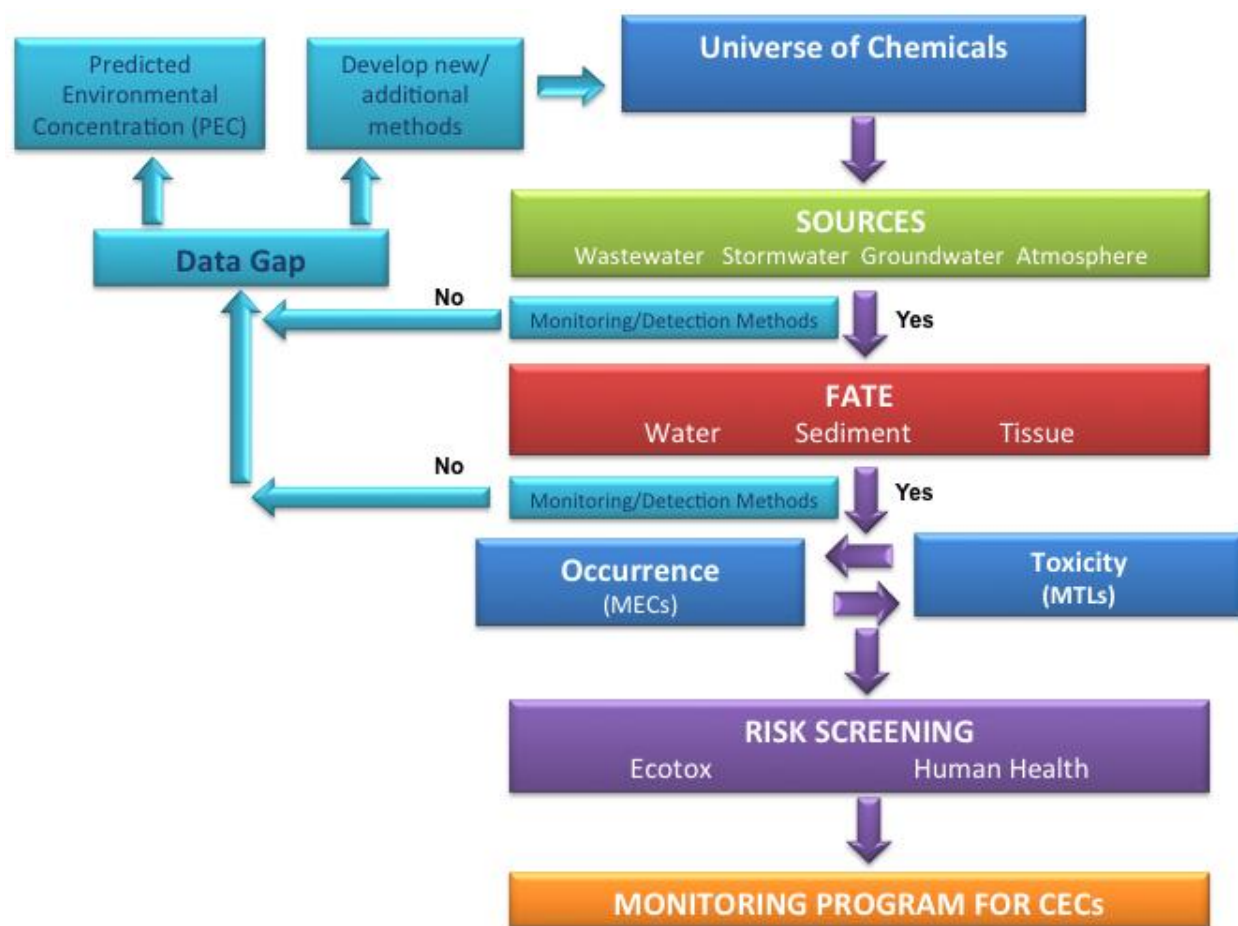 Predicted
Environmental
Concentration (PEC)
Develop new/
additional
methods
Universe of Chemicals
SOURCES
Wastewater Stormwater Groundwater Atmosphere
Data Gap
No
Monitoring/Detection Methods
Yes
FATE
Water Sediment Tissue
No
Monitoring/Detection Methods
Yes
Occurrence
(MECs)
Toxicity
(MTLs)
RISK SCREENING
Ecotox Human Health
MONITORING PROGRAM FOR CECs